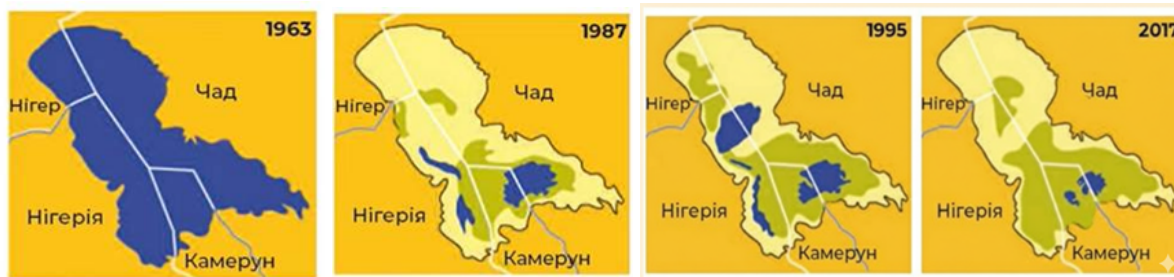 1963
Чад
Нігер
Нігерія
Камерун
1987
Чад
Нігер
Нігерія
Камерун
1995
Чад
Нігер
Нігерія
Камерун
2017
Чад
Нігер
Нігерія
Камерун